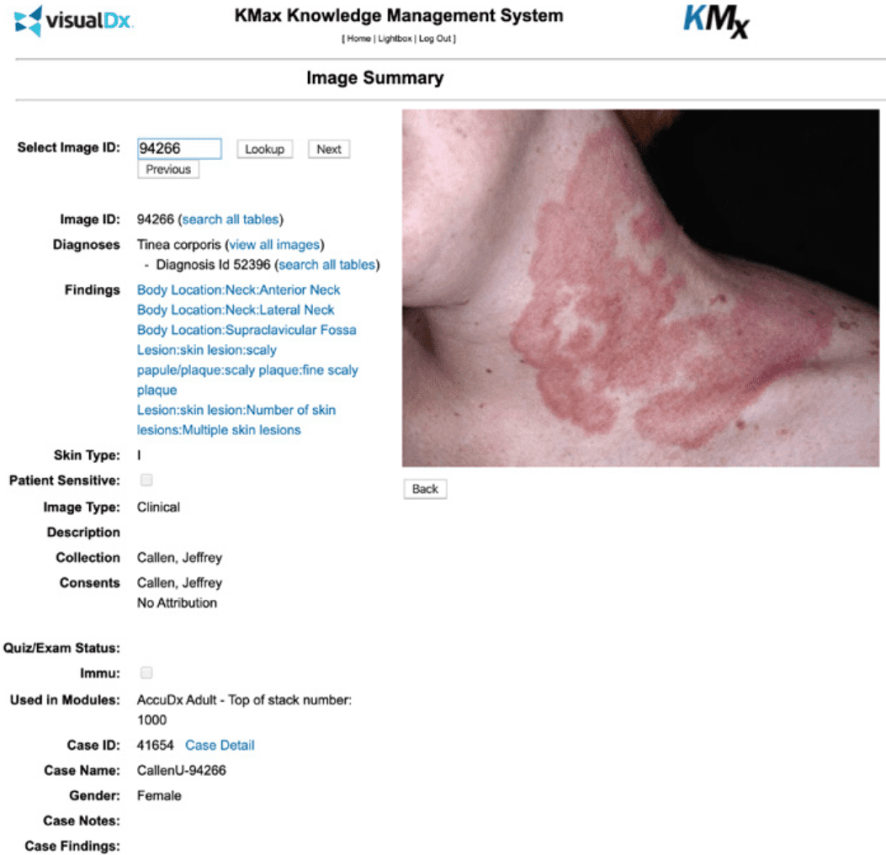 visualDx.
KMax Knowledge Management System
KMx
[ Home | Lightbox | Log Out ]
Image Summary
Select Image ID: 94266 Lookup Next
Previous
Image ID: 94266 (search all tables)
Diagnoses Tinea corporis (view all images)
- Diagnosis Id 52396 (search all tables)
Findings Body Location:Neck:Anterior Neck
Body Location:Neck:Lateral Neck
Body Location:Supraclavicular Fossa
Lesion:skin lesion:scaly
papule/plaque:scaly plaque:fine scaly
plaque
Lesion:skin lesion:Number of skin
lesions:Multiple skin lesions
Skin Type: I
Patient Sensitive:
Back
Image Type: Clinical
Description
Collection Callen, Jeffrey
Consents Callen, Jeffrey
No Attribution
Quiz/Exam Status:
Immu:
Used in Modules: AccuDx Adult - Top of stack number:
1000
Case ID: 41654 Case Detail
Case Name: CallenU-94266
Gender: Female
Case Notes:
Case Findings: